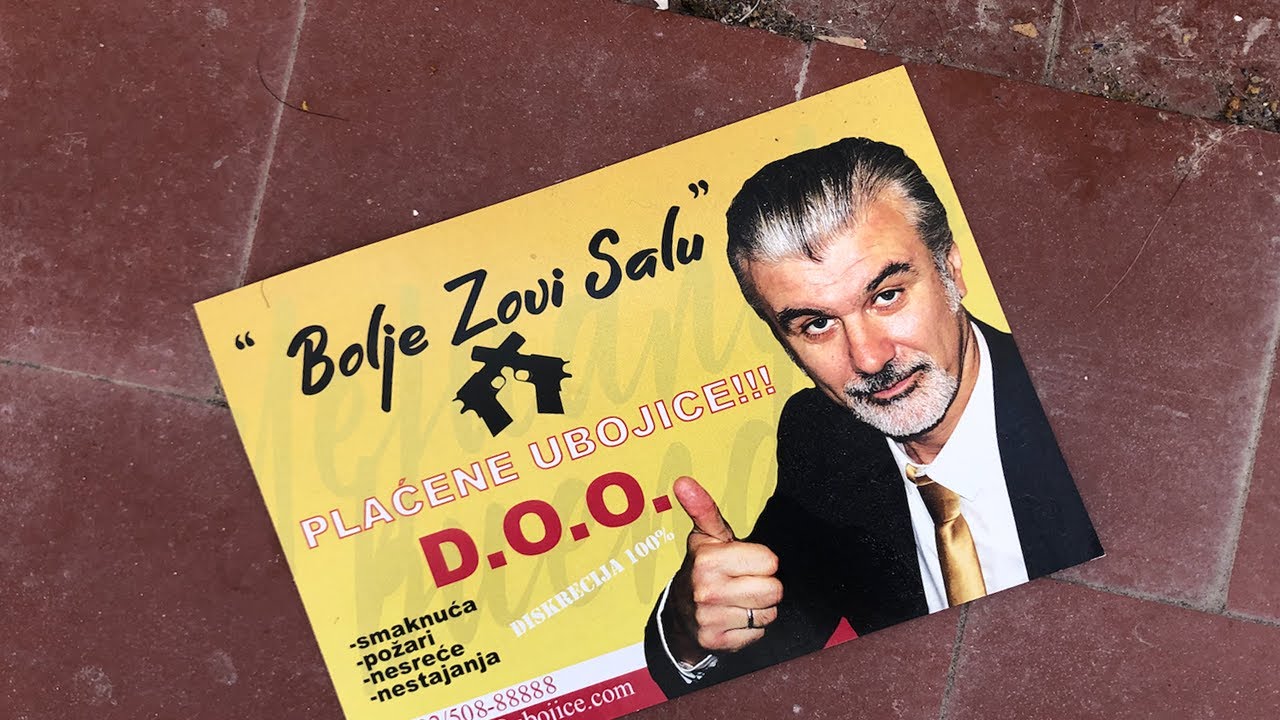 “Bolje Zovi Salu”
PLAĆENE UBOJICE!!!
D.O.O.
DISKRECIJA 100%
-smaknuća
-požari
-nesreće
-nestajanja
/508-88888
bojice.com